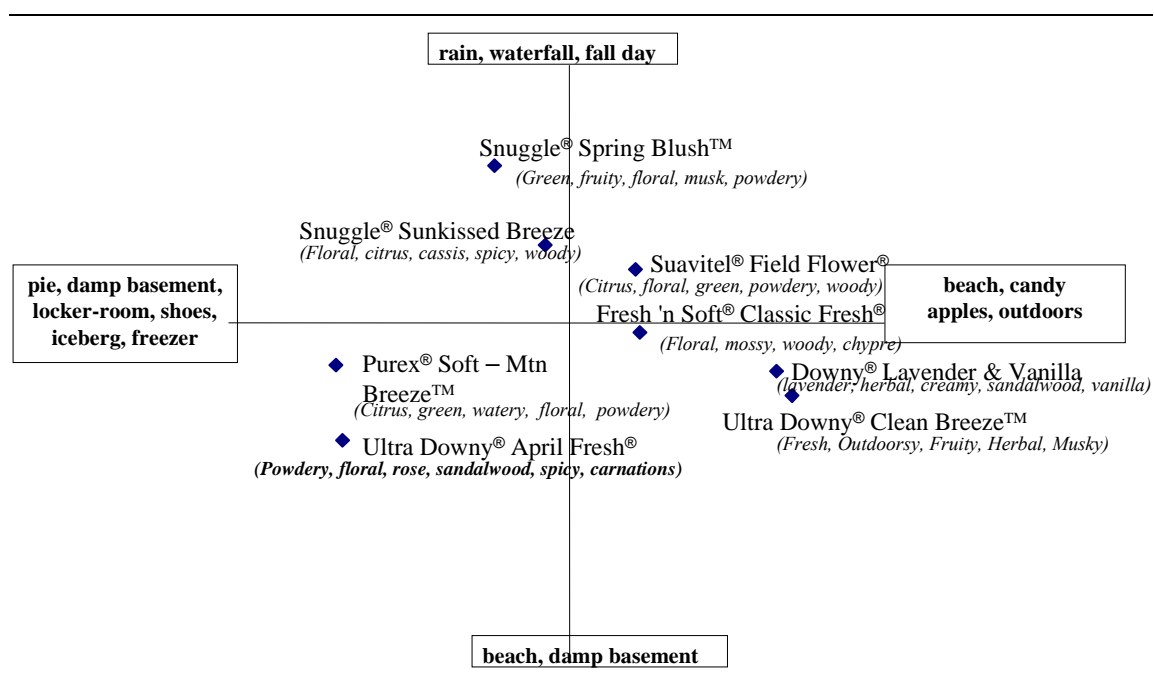 rain, waterfall, fall day
Snuggle® Spring Blush™
(Green, fruity, floral, musk, powdery)
Snuggle® Sunkissed Breeze
(Floral, citrus, cassis, spicy, woody)
Suavitel® Field Flower®
(Citrus, floral, green, powdery, woody)
pie, damp basement,
locker-room, shoes,
iceberg, freezer
beach, candy
apples, outdoors
Fresh 'n Soft® Classic Fresh®
(Floral, mossy, woody, chypre)
Purex® Soft – Mtn
Breeze™
(Citrus, green, watery, floral, powdery)
Downy® Lavender & Vanilla
(lavender, herbal, creamy, sandalwood, vanilla)
Ultra Downy® Clean Breeze™
(Fresh, Outdoorsy, Fruity, Herbal, Musky)
Ultra Downy® April Fresh®
(Powdery, floral, rose, sandalwood, spicy, carnations)
beach, damp basement